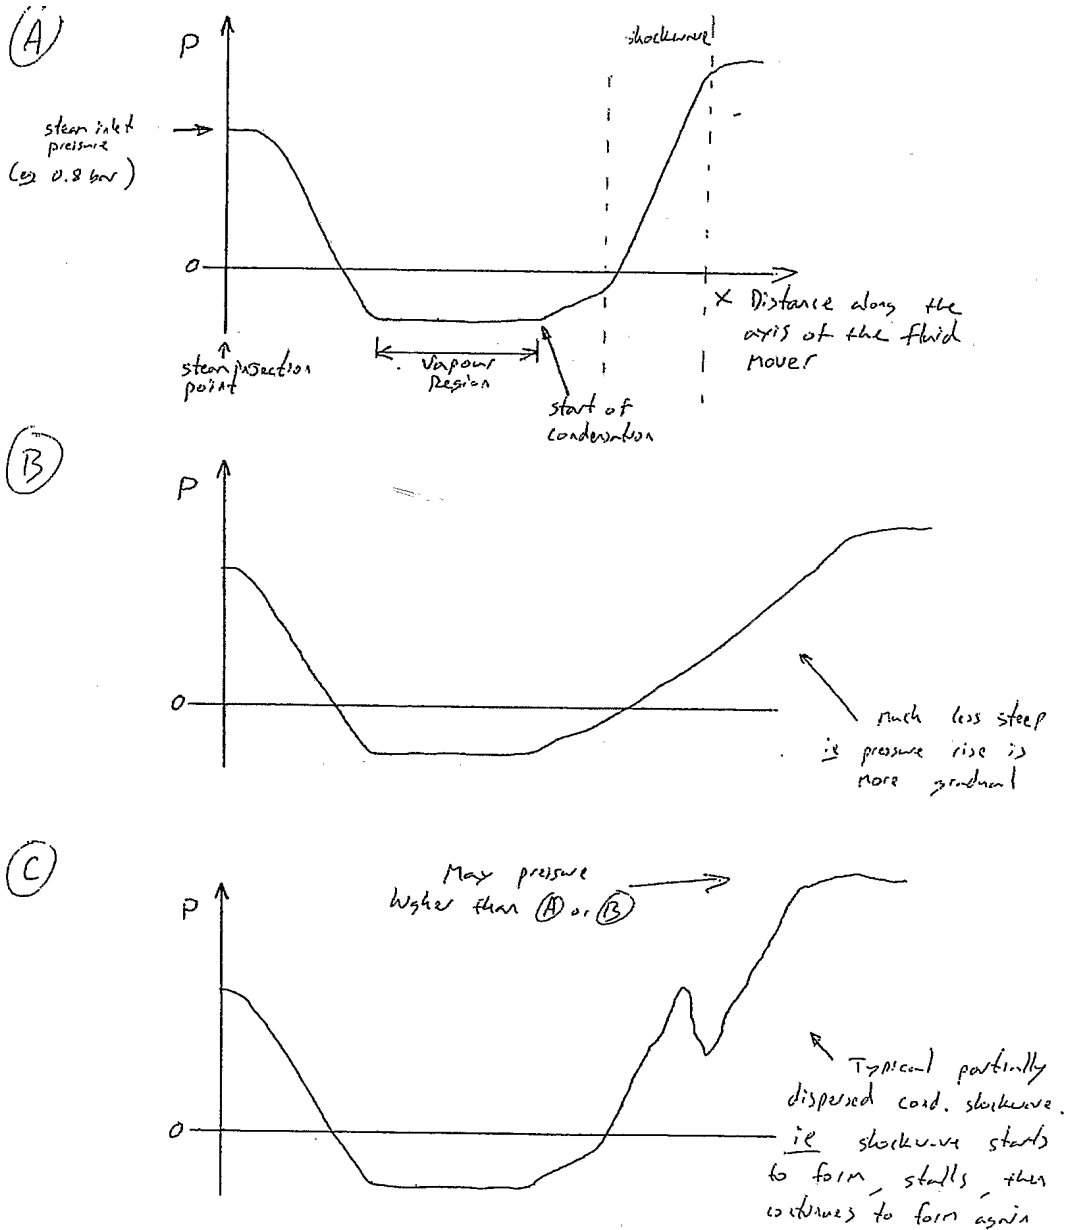 A
P
shockwave
steam inlet
pressure
(eg 0.8 bar)
0
X Distance along the
axis of the fluid
mover
steam injection
point
Vapour
Region
start of
condensation
B
P
0
much less steep
ie pressure rise is
more gradual
C
May pressure
higher than A or B
P
0
Typical partially
dispersed cond. shockwave.
ie shockwave starts
to form, stalls, then
continues to form again